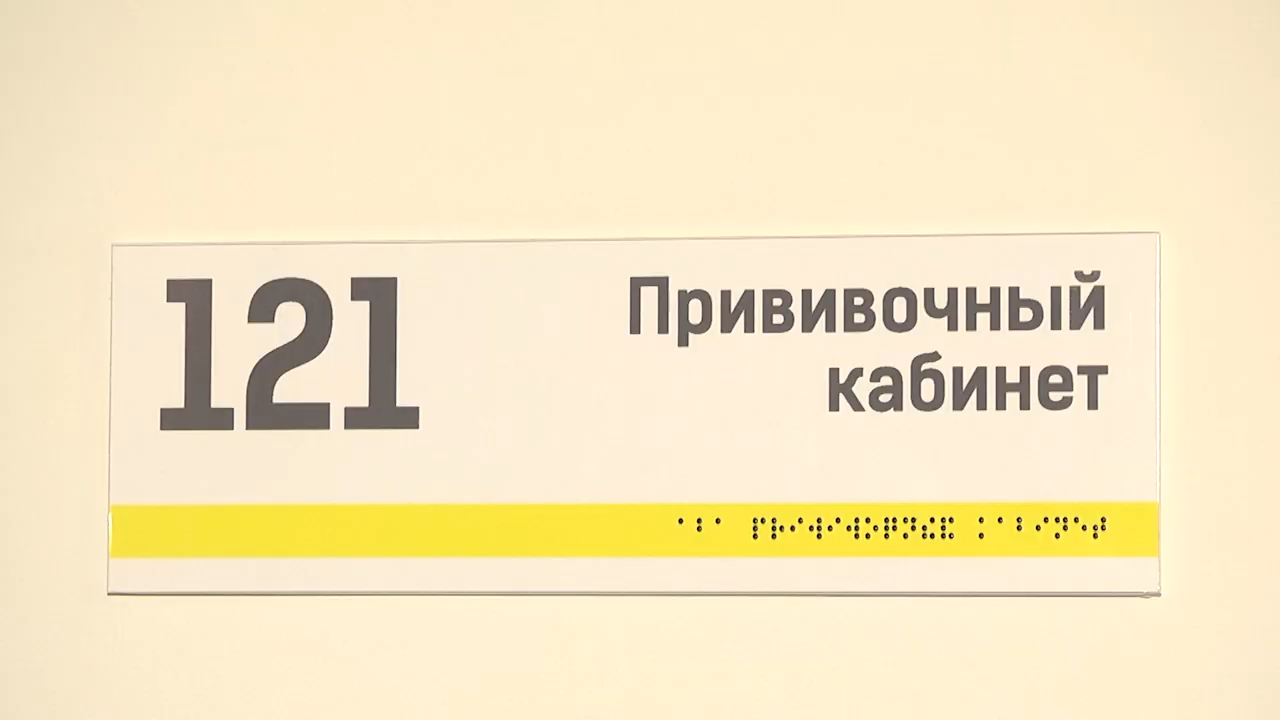 121
Прививочный
кабинет
⠁⠃⠁ ⠏⠗⠊⠺⠊⠺⠕⠟⠝⠮⠯ ⠅⠁⠃⠊⠝⠑⠞